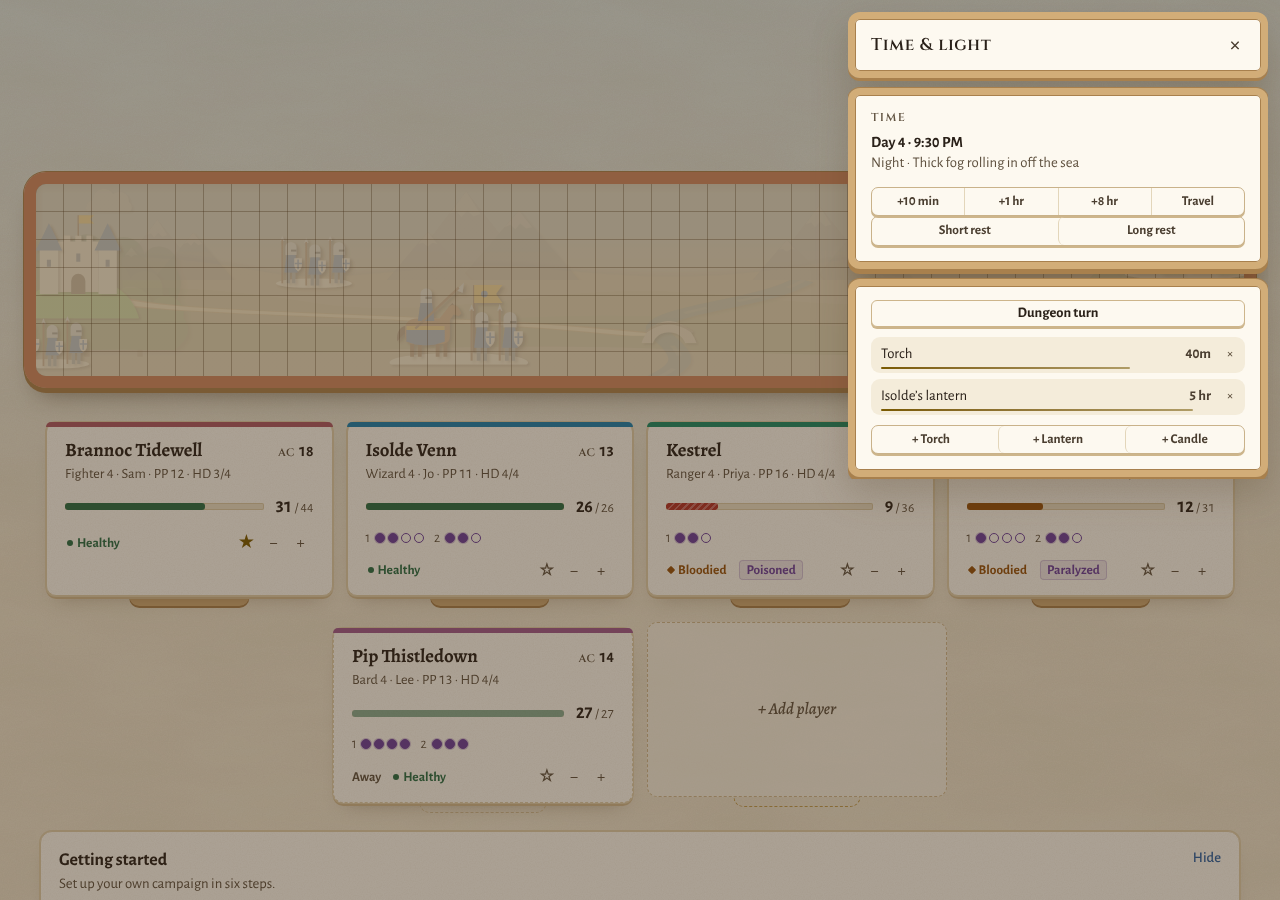 Time & light
×
TIME
Day 4 · 9:30 PM
Night · Thick fog rolling in off the sea
+10 min +1 hr +8 hr Travel
Short rest Long rest
Dungeon turn
Torch 40m ×
Isolde's lantern 5 hr ×
+ Torch + Lantern + Candle
Brannoc Tidewell AC 18
Fighter 4 · Sam · PP 12 · HD 3/4
31 / 44
Healthy ★ − +
Isolde Venn AC 13
Wizard 4 · Jo · PP 11 · HD 4/4
26 / 26
1 2
Healthy ☆ − +
Kestrel
Ranger 4 · Priya · PP 16 · HD 4/4
9 / 36
1
Bloodied Poisoned ☆ − +
12 / 31
1 2
Bloodied Paralyzed ☆ − +
Pip Thistledown AC 14
Bard 4 · Lee · PP 13 · HD 4/4
27 / 27
1 2
Away Healthy ☆ − +
+ Add player
Getting started Hide
Set up your own campaign in six steps.